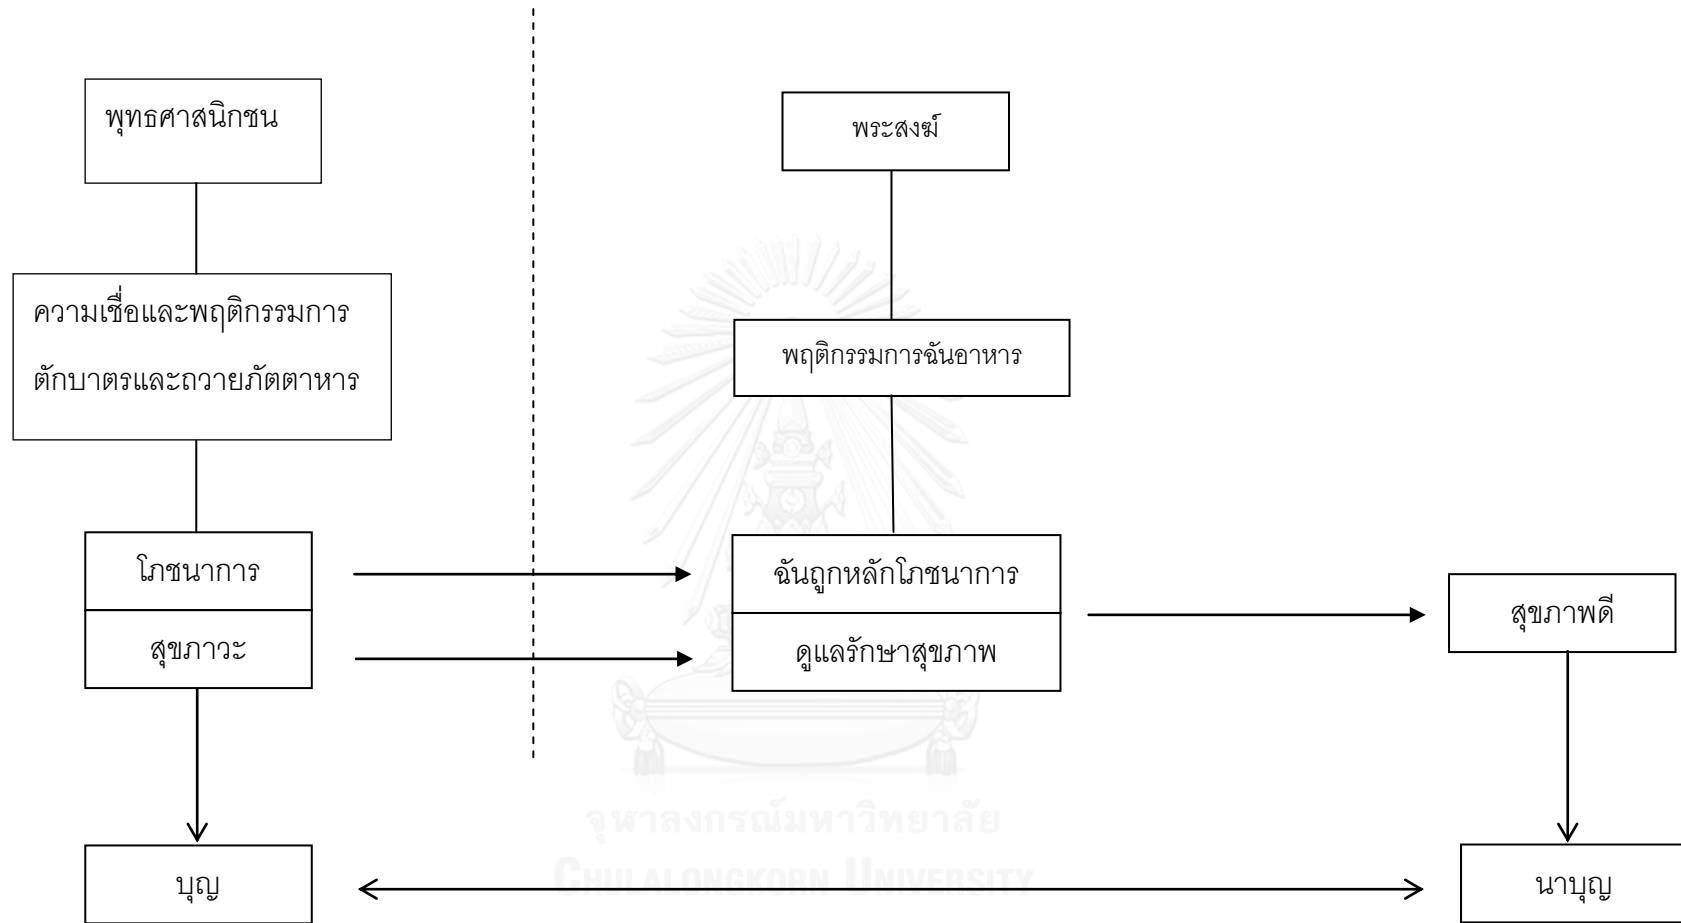 พุทธศาสนิกชน
พระสงฆ์
ความเชื่อและพฤติกรรมการ
ตักบาตรและถวายภัตตาหาร
พฤติกรรมการฉันอาหาร
โภชนาการ
ฉันถูกหลักโภชนาการ
สุขภาวะ
ดูแลรักษาสุขภาพ
สุขภาพดี
จุฬาลงกรณ์มหาวิทยาลัย
CHULALONGKORN UNIVERSITY
บุญ
นาบุญ